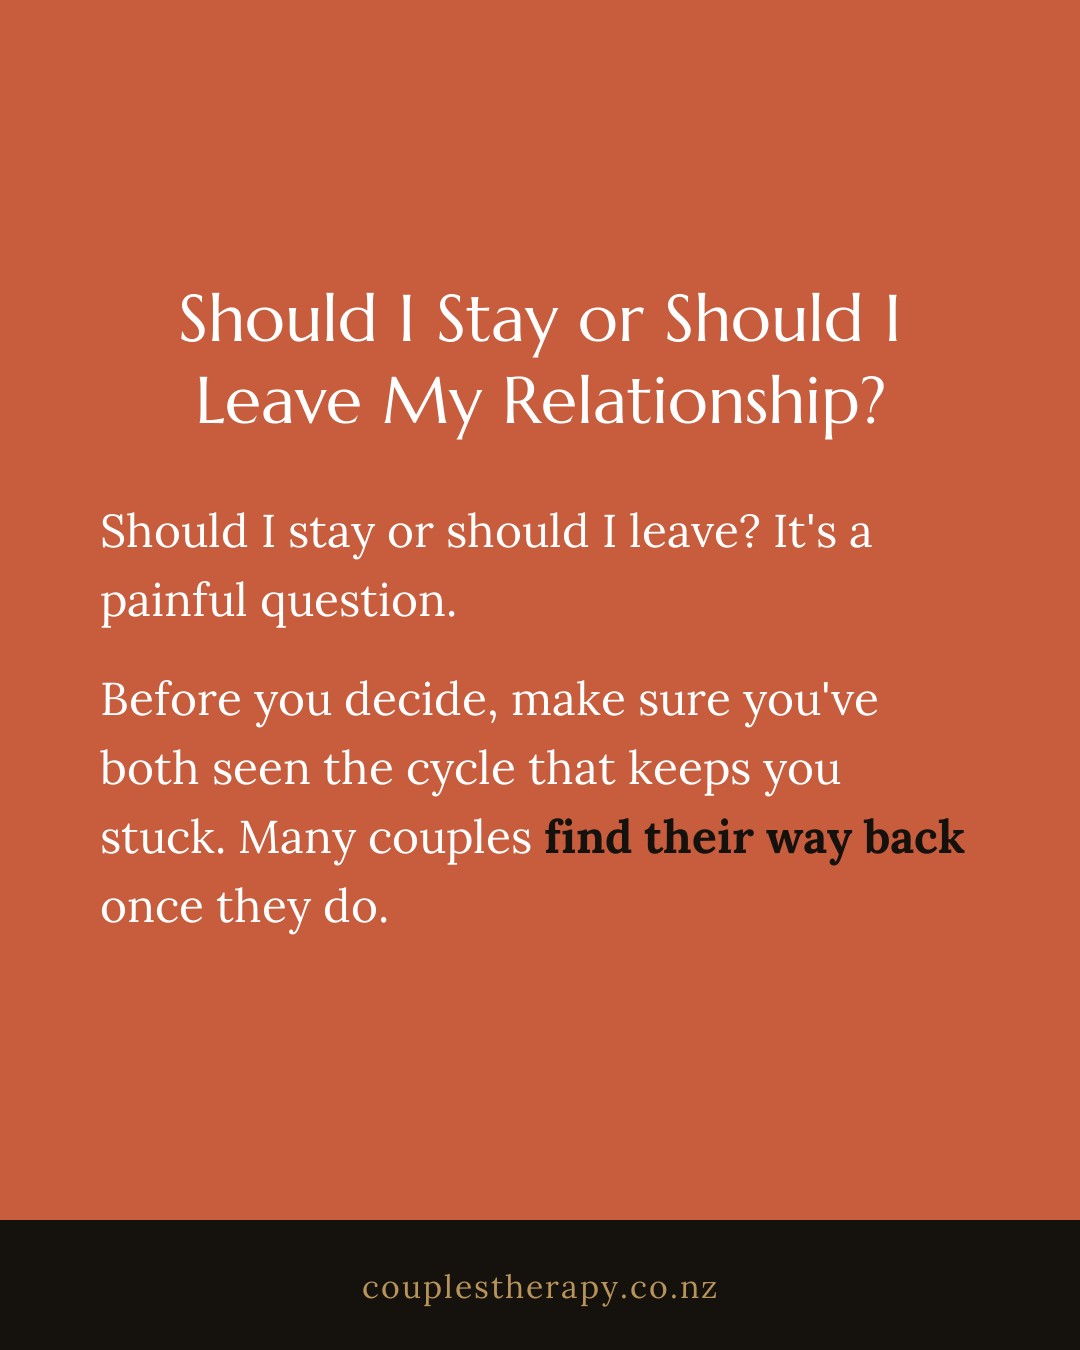 Should I Stay or Should I
Leave My Relationship?
Should I stay or should I leave? It's a
painful question.
Before you decide, make sure you've
both seen the cycle that keeps you
stuck. Many couples find their way back
once they do.
couplestherapy.co.nz